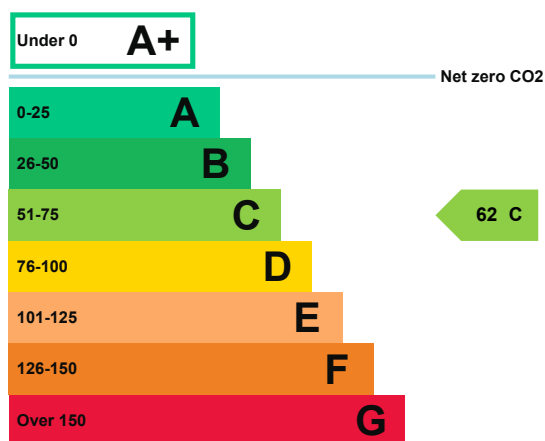 Under 0 A+
Net zero CO2
0-25 A
26-50 B
51-75 C
62 C
76-100 D
101-125 E
126-150 F
Over 150 G